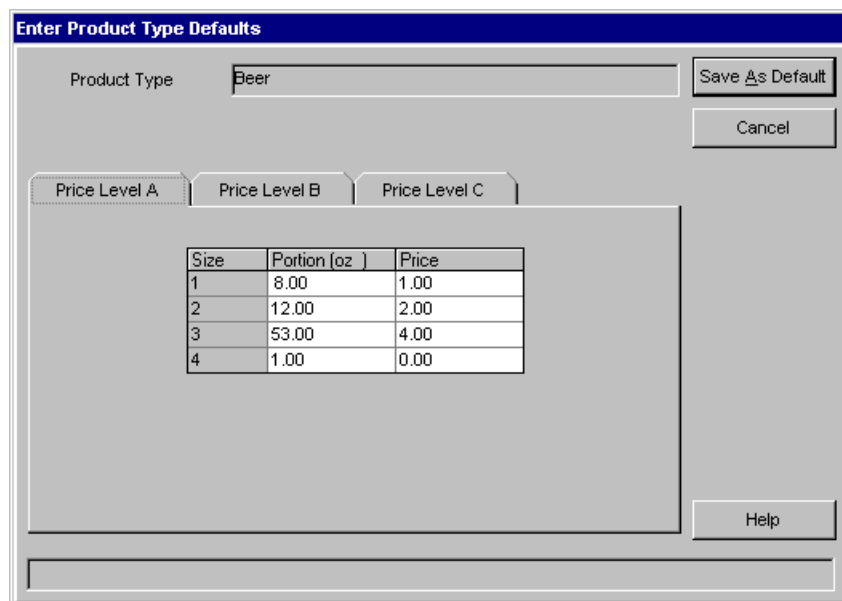 Enter Product Type Defaults
Product Type Beer Save As Default
Cancel
Price Level A Price Level B Price Level C
Size Portion (oz ) Price
1 8.00 1.00
2 12.00 2.00
3 53.00 4.00
4 1.00 0.00
Help